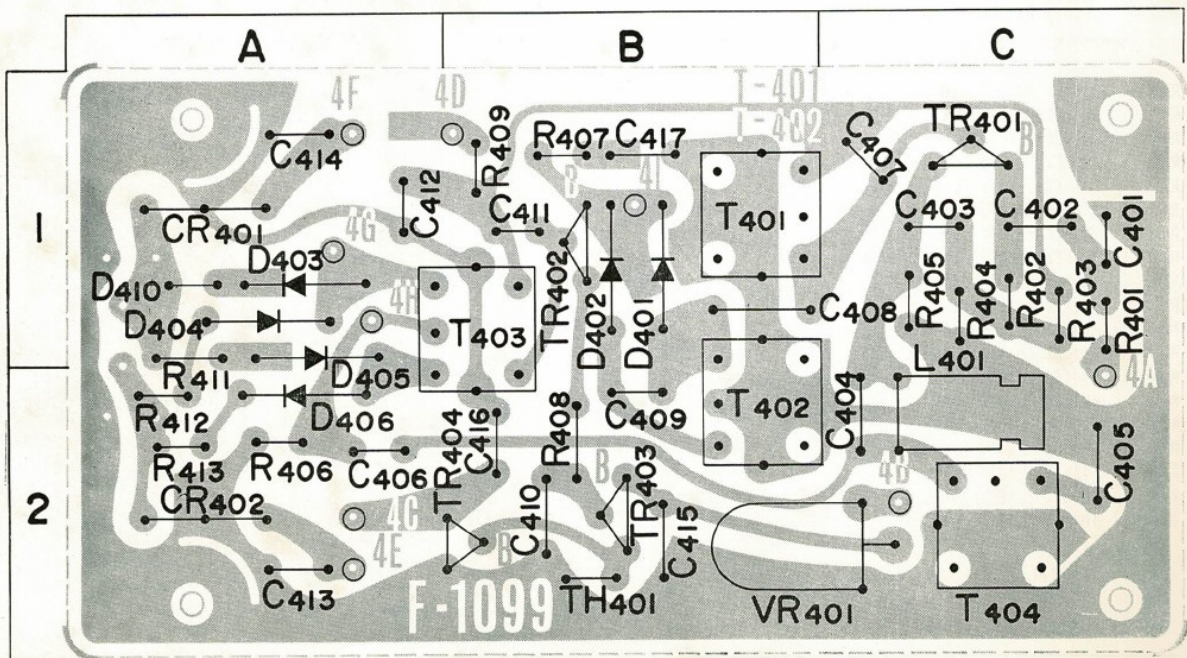 A B C
1
2
4F 4D T-401
T-402
C414 R409 R407 C417 C407 TR401 B
C412 B 4I
CR401 C411 T401 C403 C402 C401
4G
D403
D410 4H TR402 D402 D401 C408 R405 R404 R402 R403 R401
D404 T403
R411 D405 L401
4A
R412 D406 C409 T402 C404
TR404 C416 R408 C405
R413 R406 C406 B TR403 4B
CR402 4C C410 C415
4E B
C413 F-1099 TH401 VR401 T404